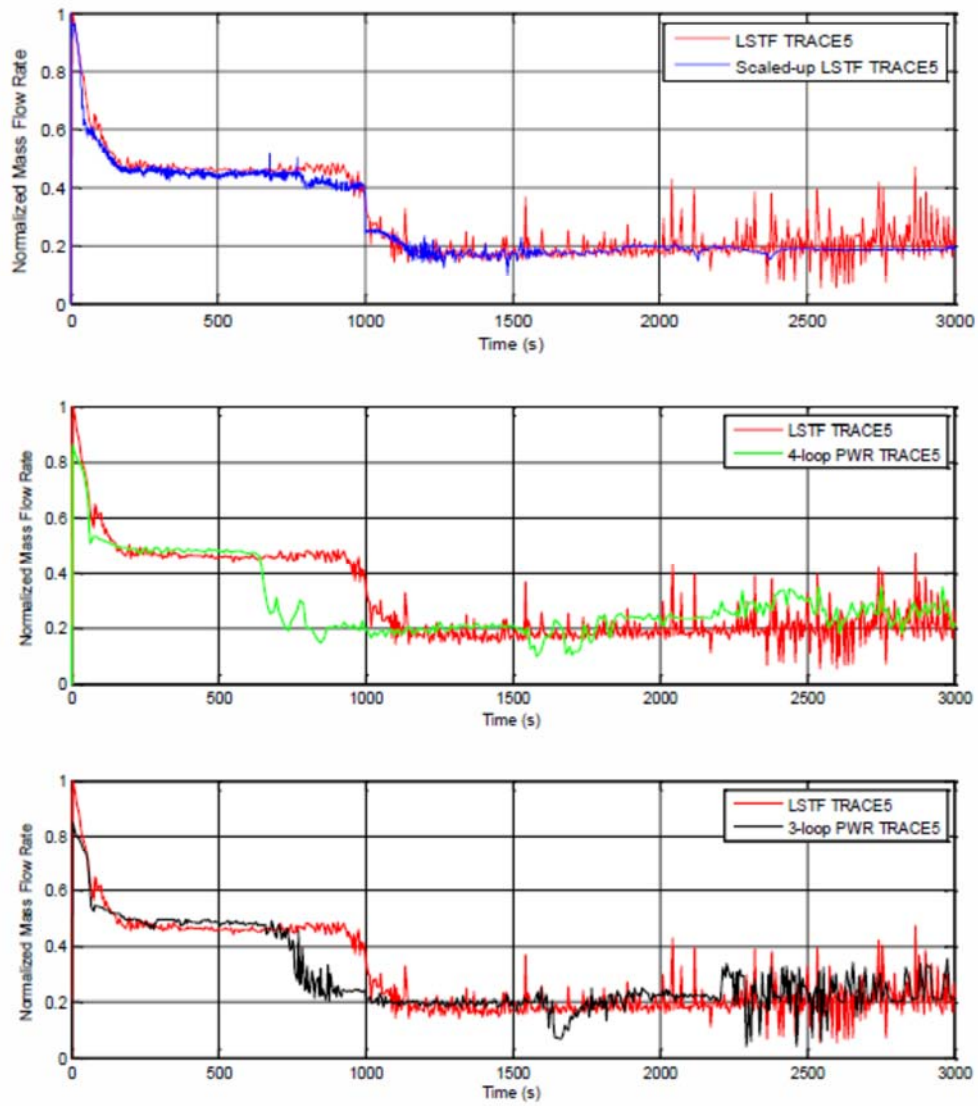 1
0.8
0.6
0.4
0.2
0
Normalized Mass Flow Rate
LSTF TRACE5
Scaled-up LSTF TRACE5
0 500 1000 1500 2000 2500 3000
Time (s)
1
0.8
0.6
0.4
0.2
0
Normalized Mass Flow Rate
LSTF TRACE5
4-loop PWR TRACE5
0 500 1000 1500 2000 2500 3000
Time (s)
1
0.8
0.6
0.4
0.2
0
Normalized Mass Flow Rate
LSTF TRACE5
3-loop PWR TRACE5
0 500 1000 1500 2000 2500 3000
Time (s)